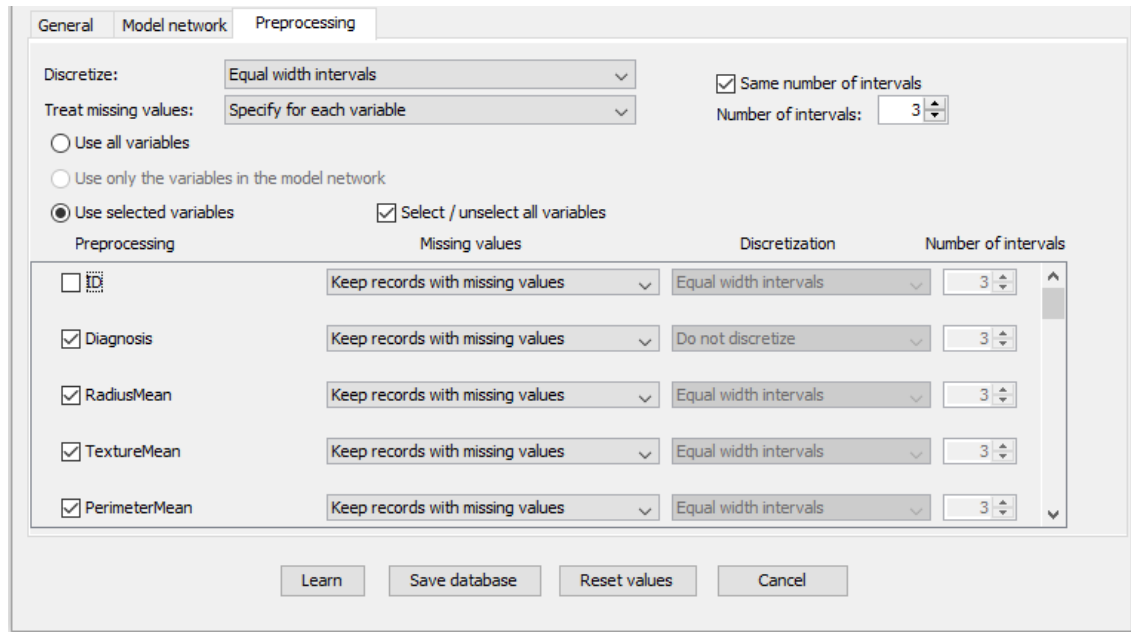 General Model network Preprocessing
Discretize: Equal width intervals
Same number of intervals
Treat missing values: Specify for each variable
Number of intervals: 3
Use all variables
Use only the variables in the model network
Use selected variables Select / unselect all variables
Preprocessing Missing values Discretization Number of intervals
ID Keep records with missing values Equal width intervals 3
Diagnosis Keep records with missing values Do not discretize 3
RadiusMean Keep records with missing values Equal width intervals 3
TextureMean Keep records with missing values Equal width intervals 3
PerimeterMean Keep records with missing values Equal width intervals 3
Learn Save database Reset values Cancel